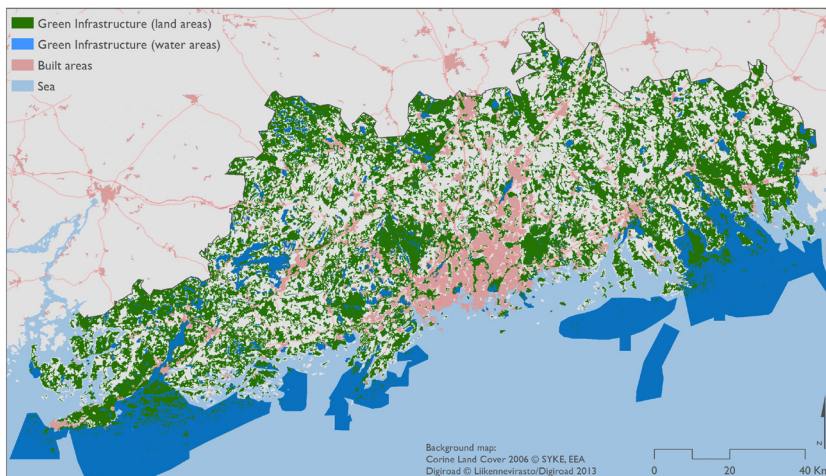 Green Infrastructure (land areas)
Green Infrastructure (water areas)
Built areas
Sea
Background map:
Corine Land Cover 2006 © SYKE, EEA
Digiroad © Liikennevirasto/Digiroad 2013
0 20 40 Km
z